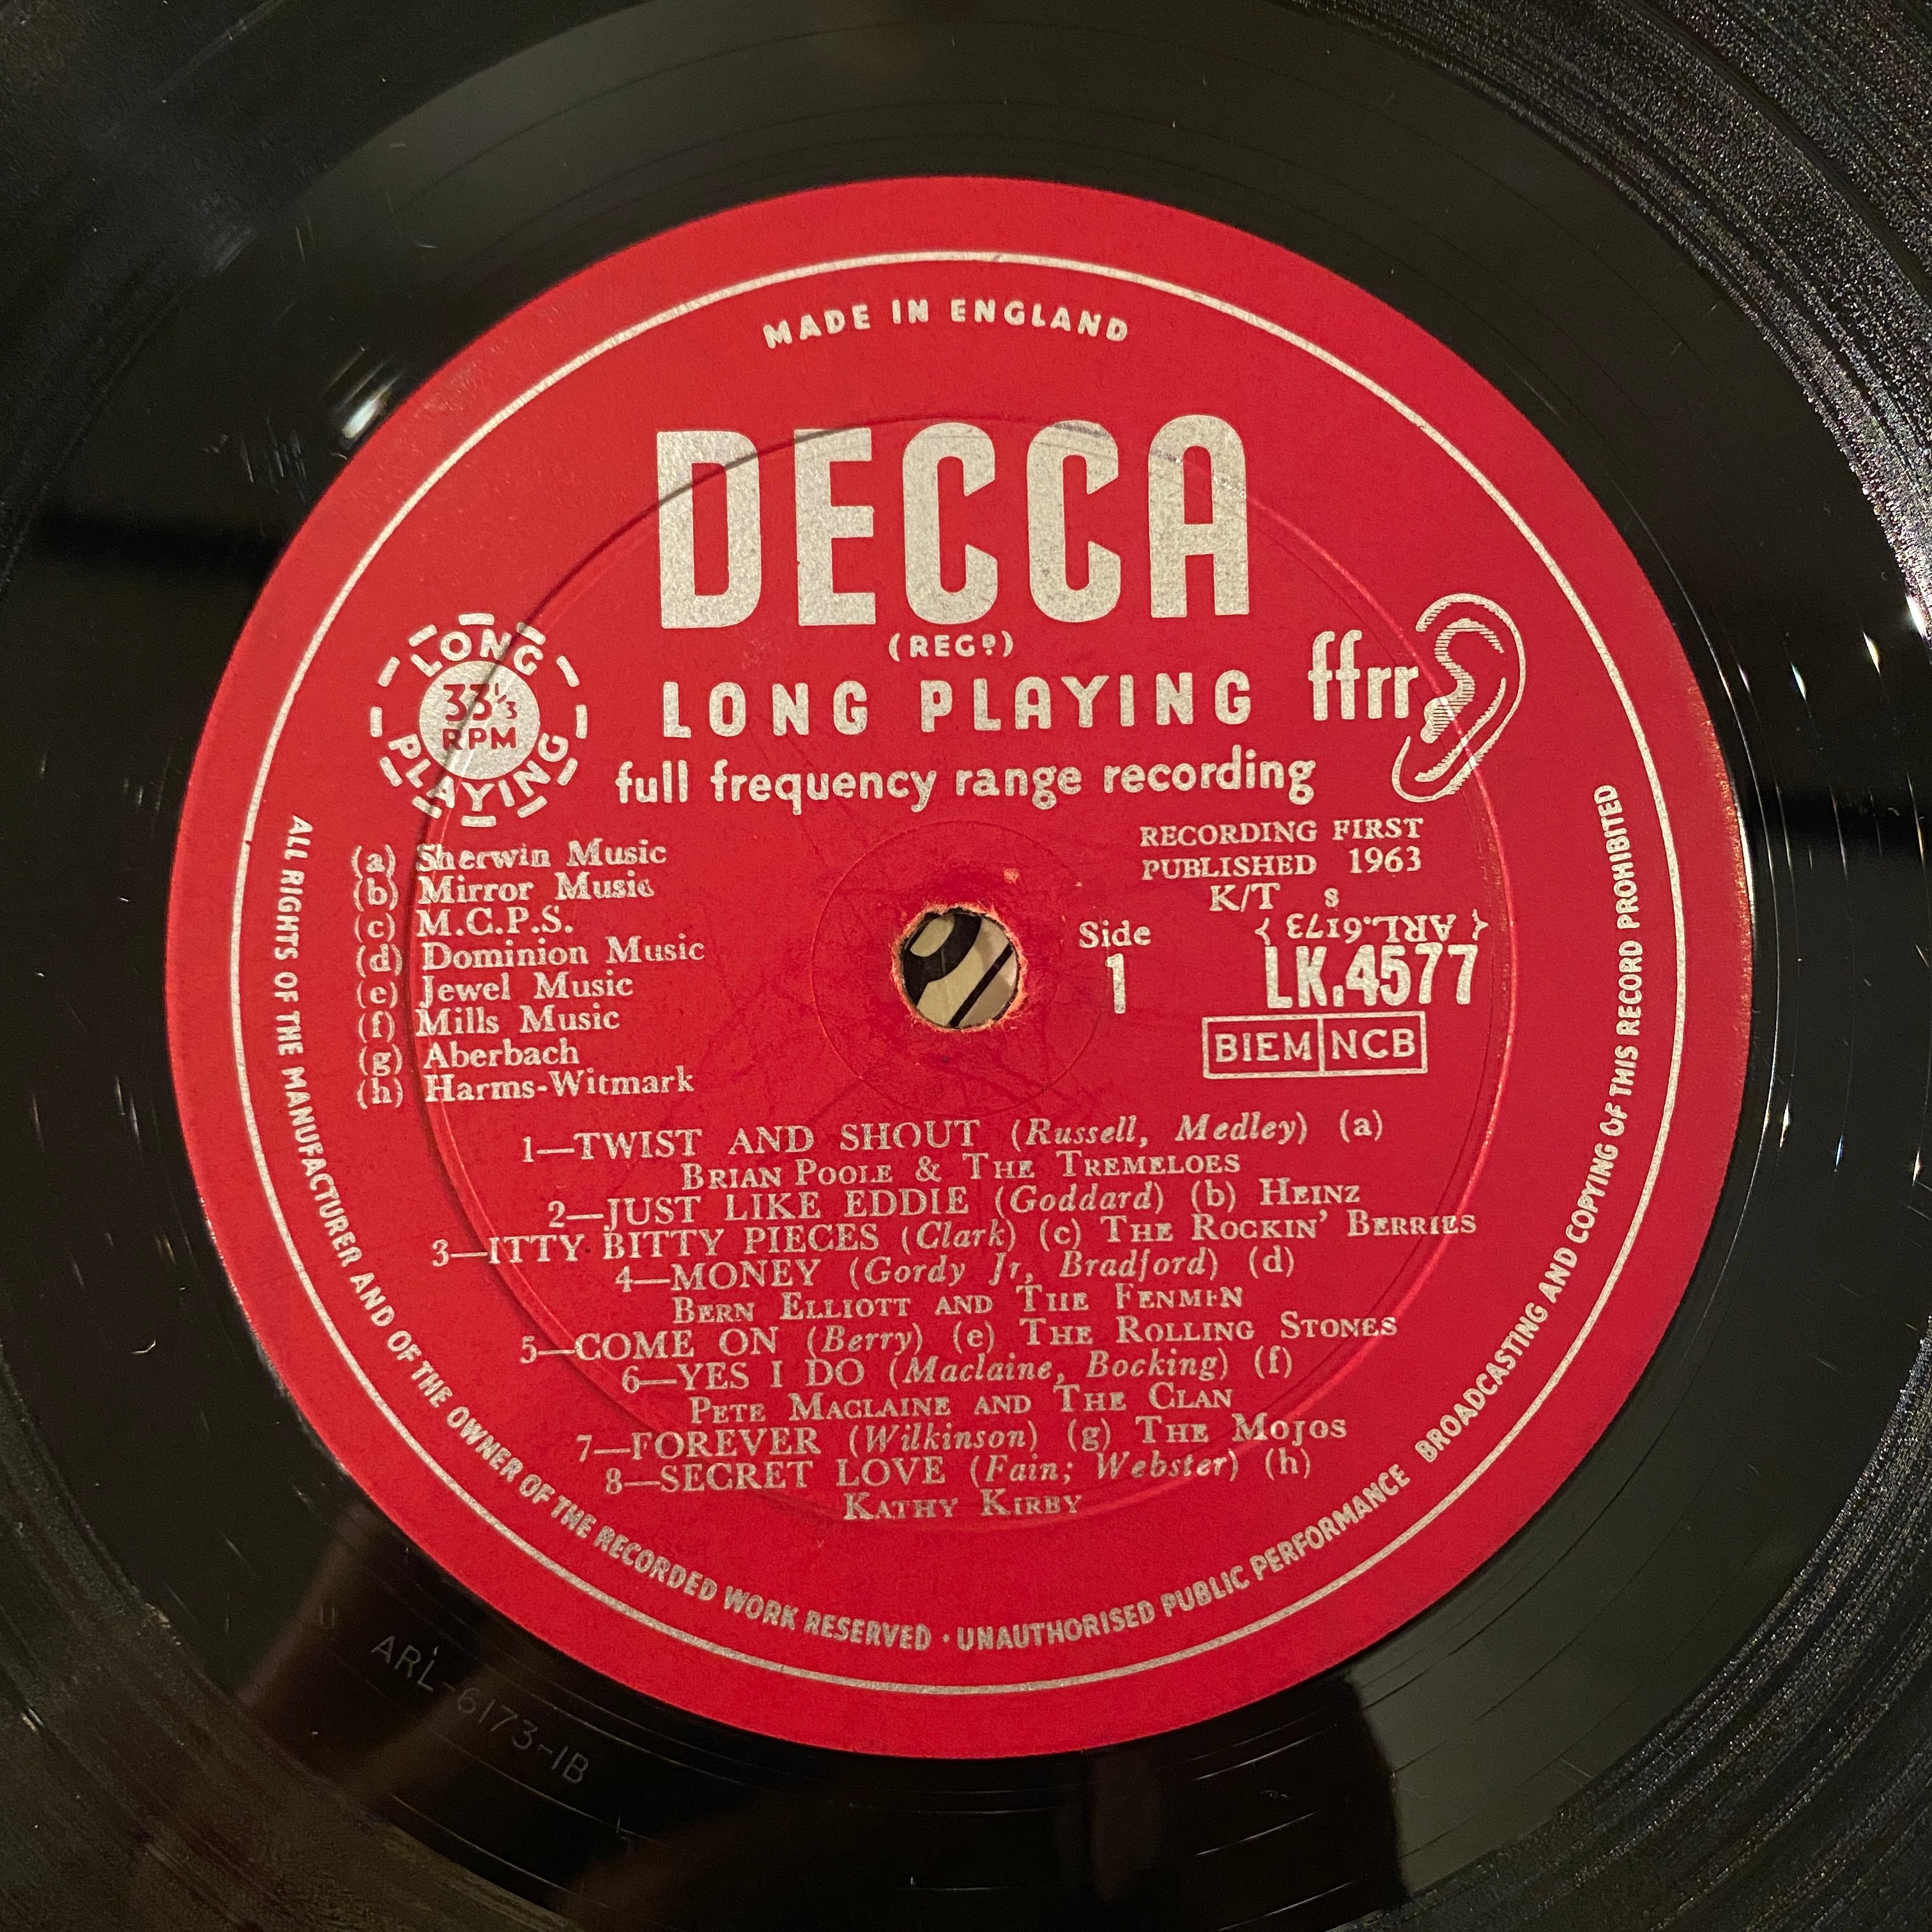 MADE IN ENGLAND
DECCA
(REGD)
LONG PLAYING
33 1/3
RPM
LONG PLAYING
ffrr
full frequency range recording
(a) Sherwin Music
(b) Mirror Music
(c) M.C.P.S.
(d) Dominion Music
(e) Jewel Music
(f) Mills Music
(g) Aberbach
(h) Harms-Witmark
RECORDING FIRST
PUBLISHED 1963
K/T s
{ ARL.6173 }
Side
1
LK.4577
BIEM NCB
1—TWIST AND SHOUT (Russell, Medley) (a)
BRIAN POOLE & THE TREMELOES
2—JUST LIKE EDDIE (Goddard) (b) HEINZ
3—ITTY BITTY PIECES (Clark) (c) THE ROCKIN' BERRIES
4—MONEY (Gordy Jr, Bradford) (d)
BERN ELLIOTT AND THE FENMEN
5—COME ON (Berry) (e) THE ROLLING STONES
6—YES I DO (Maclaine, Bocking) (f)
PETE MACLAINE AND THE CLAN
7—FOREVER (Wilkinson) (g) THE MOJOS
8—SECRET LOVE (Fain; Webster) (h)
KATHY KIRBY
ALL RIGHTS OF THE MANUFACTURER AND OF THE OWNER OF THE RECORDED WORK RESERVED · UNAUTHORISED PUBLIC PERFORMANCE BROADCASTING AND COPYING OF THIS RECORD PROHIBITED
ARL-6173-1B